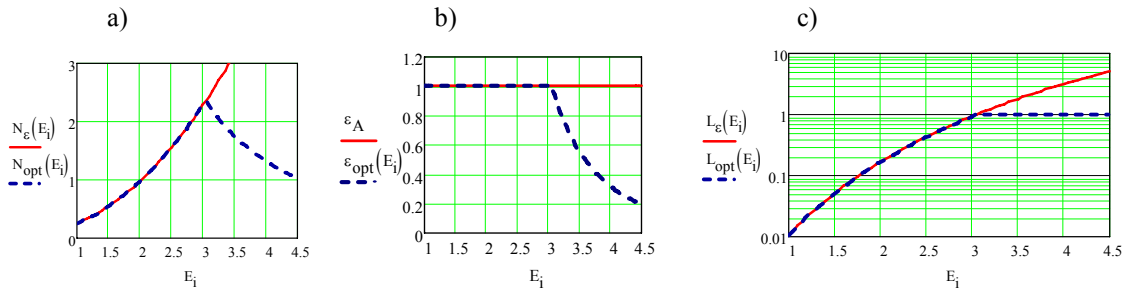 a)
3
2
1
0
1 1.5 2 2.5 3 3.5 4 4.5
N_ε(E_i)
N_opt(E_i)
E_i
b)
1.2
1
0.8
0.6
0.4
0.2
0
1 1.5 2 2.5 3 3.5 4 4.5
ε_A
ε_opt(E_i)
E_i
c)
10
1
0.1
0.01
1 1.5 2 2.5 3 3.5 4 4.5
L_ε(E_i)
L_opt(E_i)
E_i